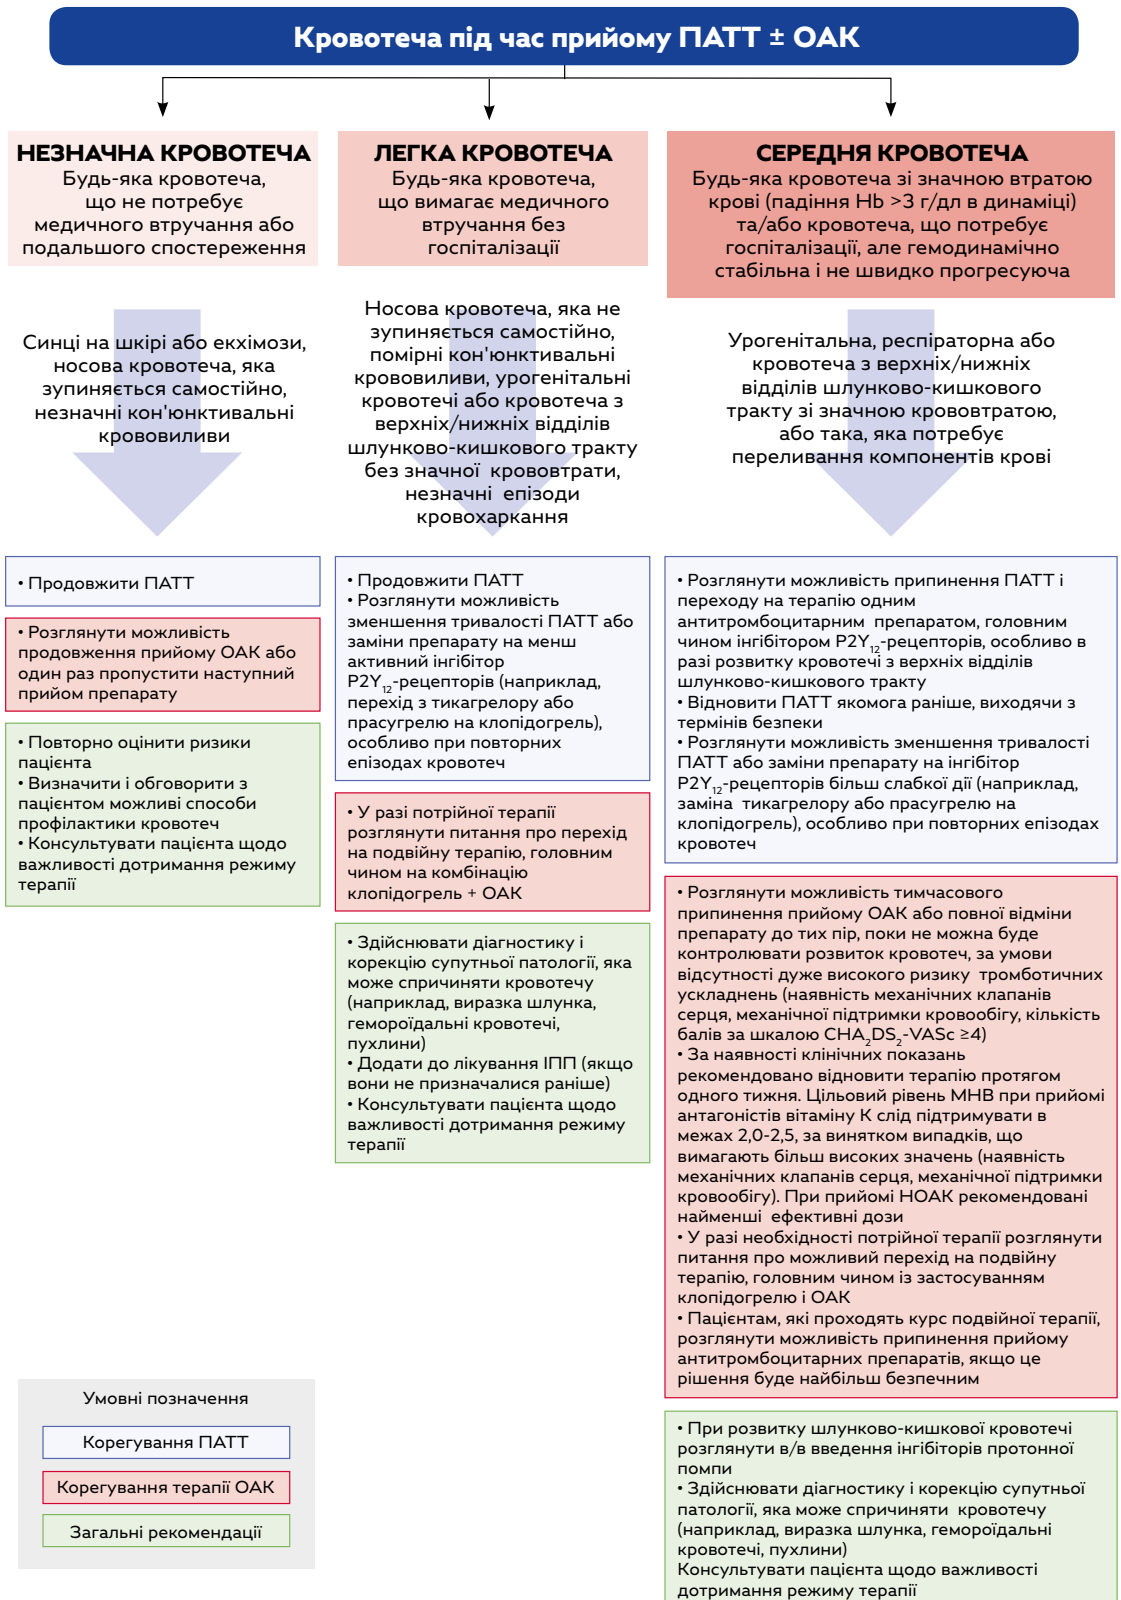 Кровотеча під час прийому ПАТТ ± ОАК
НЕЗНАЧНА КРОВОТЕЧА
Будь-яка кровотеча,
що не потребує
медичного втручання або
подальшого спостереження
Синці на шкірі або екхімози,
носова кровотеча, яка
зупиняється самостійно,
незначні кон'юнктивальні
крововиливи
• Продовжити ПАТТ
• Розглянути можливість
продовження прийому ОАК або
один раз пропустити наступний
прийом препарату
• Повторно оцінити ризики
пацієнта
• Визначити і обговорити з
пацієнтом можливі способи
профілактики кровотеч
• Консультувати пацієнта щодо
важливості дотримання режиму
терапії
ЛЕГКА КРОВОТЕЧА
Будь-яка кровотеча,
що вимагає медичного
втручання без
госпіталізації
Носова кровотеча, яка не
зупиняється самостійно,
помірні кон'юнктивальні
крововиливи, урогенітальні
кровотечі або кровотеча з
верхніх/нижніх відділів
шлунково-кишкового тракту
без значної крововтрати,
незначні епізоди
кровохаркання
• Продовжити ПАТТ
• Розглянути можливість
зменшення тривалості ПАТТ або
заміни препарату на менш
активний інгібітор
P2Y₁₂-рецепторів (наприклад,
перехід з тикагрелору або
прасугрелю на клопідогрель),
особливо при повторних
епізодах кровотеч
• У разі потрійної терапії
розглянути питання про перехід
на подвійну терапію, головним
чином на комбінацію
клопідогрель + ОАК
• Здійснювати діагностику і
корекцію супутньої патології, яка
може спричиняти кровотечу
(наприклад, виразка шлунка,
гемороїдальні кровотечі,
пухлини)
• Додати до лікування ІПП (якщо
вони не призначалися раніше)
• Консультувати пацієнта щодо
важливості дотримання режиму
терапії
СЕРЕДНЯ КРОВОТЕЧА
Будь-яка кровотеча зі значною втратою
крові (падіння Hb >3 г/дл в динаміці)
та/або кровотеча, що потребує
госпіталізації, але гемодинамічно
стабільна і не швидко прогресуюча
Урогенітальна, респіраторна або
кровотеча з верхніх/нижніх
відділів шлунково-кишкового
тракту зі значною крововтратою,
або така, яка потребує
переливання компонентів крові
• Розглянути можливість припинення ПАТТ і
переходу на терапію одним
антитромбоцитарним препаратом, головним
чином інгібітором P2Y₁₂-рецепторів, особливо в
разі розвитку кровотечі з верхніх відділів
шлунково-кишкового тракту
• Відновити ПАТТ якомога раніше, виходячи з
термінів безпеки
• Розглянути можливість зменшення тривалості
ПАТТ або заміни препарату на інгібітор
P2Y₁₂-рецепторів більш слабкої дії (наприклад,
заміна тикагрелору або прасугрелю на
клопідогрель), особливо при повторних епізодах
кровотеч
• Розглянути можливість тимчасового
припинення прийому ОАК або повної відміни
препарату до тих пір, поки не можна буде
контролювати розвиток кровотеч, за умови
відсутності дуже високого ризику тромботичних
ускладнень (наявність механічних клапанів
серця, механічної підтримки кровообігу, кількість
балів за шкалою CHA₂DS₂-VASc ≥4)
• За наявності клінічних показань
рекомендовано відновити терапію протягом
одного тижня. Цільовий рівень МНВ при прийомі
антагоністів вітаміну К слід підтримувати в
межах 2,0-2,5, за винятком випадків, що
вимагають більш високих значень (наявність
механічних клапанів серця, механічної підтримки
кровообігу). При прийомі НОАК рекомендовані
найменші ефективні дози
• У разі необхідності потрійної терапії розглянути
питання про можливий перехід на подвійну
терапію, головним чином із застосуванням
клопідогрелю і ОАК
• Пацієнтам, які проходять курс подвійної терапії,
розглянути можливість припинення прийому
антитромбоцитарних препаратів, якщо це
рішення буде найбільш безпечним
• При розвитку шлунково-кишкової кровотечі
розглянути в/в введення інгібіторів протонної
помпи
• Здійснювати діагностику і корекцію супутньої
патології, яка може спричиняти кровотечу
(наприклад, виразка шлунка, гемороїдальні
кровотечі, пухлини)
Консультувати пацієнта щодо важливості
дотримання режиму терапії
Умовні позначення
Корегування ПАТТ
Корегування терапії ОАК
Загальні рекомендації